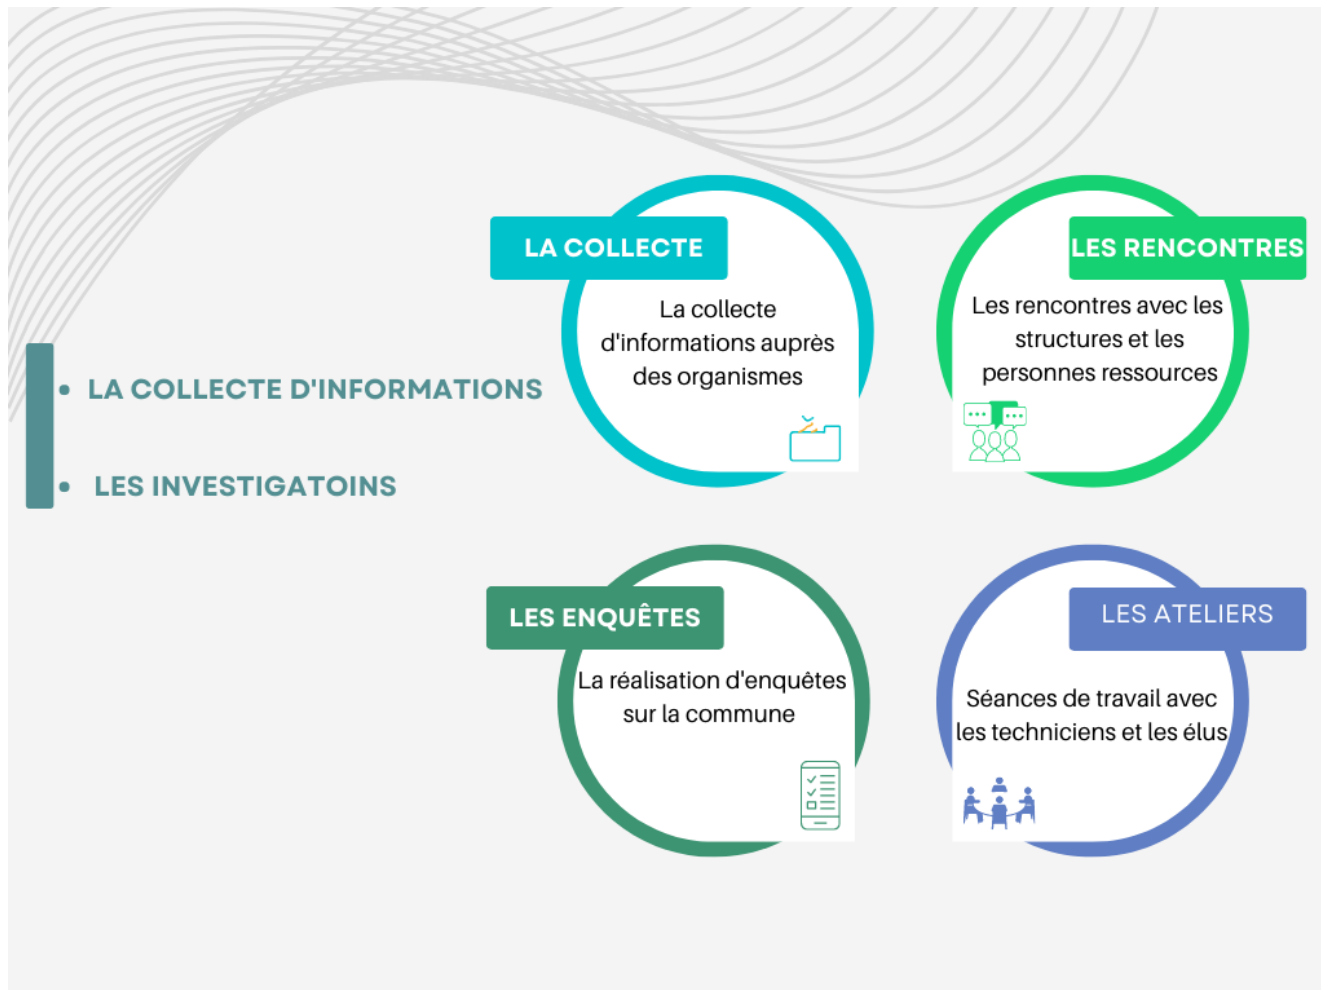 LA COLLECTE D'INFORMATIONS
LES INVESTIGATOINS
LA COLLECTE
La collecte
d'informations auprès
des organismes
LES RENCONTRES
Les rencontres avec les
structures et les
personnes ressources
LES ENQUÊTES
La réalisation d'enquêtes
sur la commune
LES ATELIERS
Séances de travail avec
les techniciens et les élus